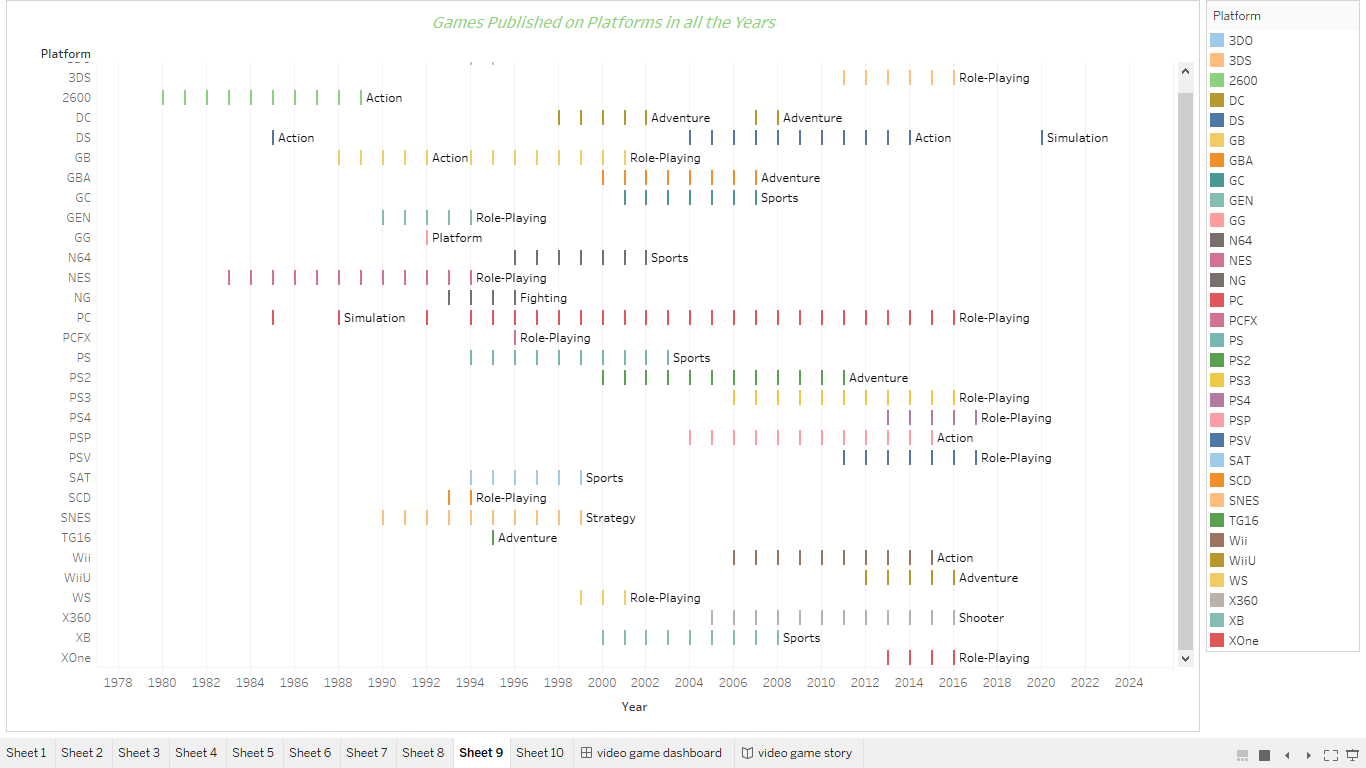 Games Published on Platforms in all the Years
Platform
3DS Role-Playing
2600 Action
DC Adventure Adventure
DS Action Action Simulation
GB Action Role-Playing
GBA Adventure
GC Sports
GEN Role-Playing
GG Platform
N64 Sports
NES Role-Playing
NG Fighting
PC Simulation Role-Playing
PCFX Role-Playing
PS Sports
PS2 Adventure
PS3 Role-Playing
PS4 Role-Playing
PSP Action
PSV Role-Playing
SAT Sports
SCD Role-Playing
SNES Strategy
TG16 Adventure
Wii Action
WiiU Adventure
WS Role-Playing
X360 Shooter
XB Sports
XOne Role-Playing
1978 1980 1982 1984 1986 1988 1990 1992 1994 1996 1998 2000 2002 2004 2006 2008 2010 2012 2014 2016 2018 2020 2022 2024
Year
Platform
3DO
3DS
2600
DC
DS
GB
GBA
GC
GEN
GG
N64
NES
NG
PC
PCFX
PS
PS2
PS3
PS4
PSP
PSV
SAT
SCD
SNES
TG16
Wii
WiiU
WS
X360
XB
XOne
Sheet 1 Sheet 2 Sheet 3 Sheet 4 Sheet 5 Sheet 6 Sheet 7 Sheet 8 Sheet 9 Sheet 10 video game dashboard video game story